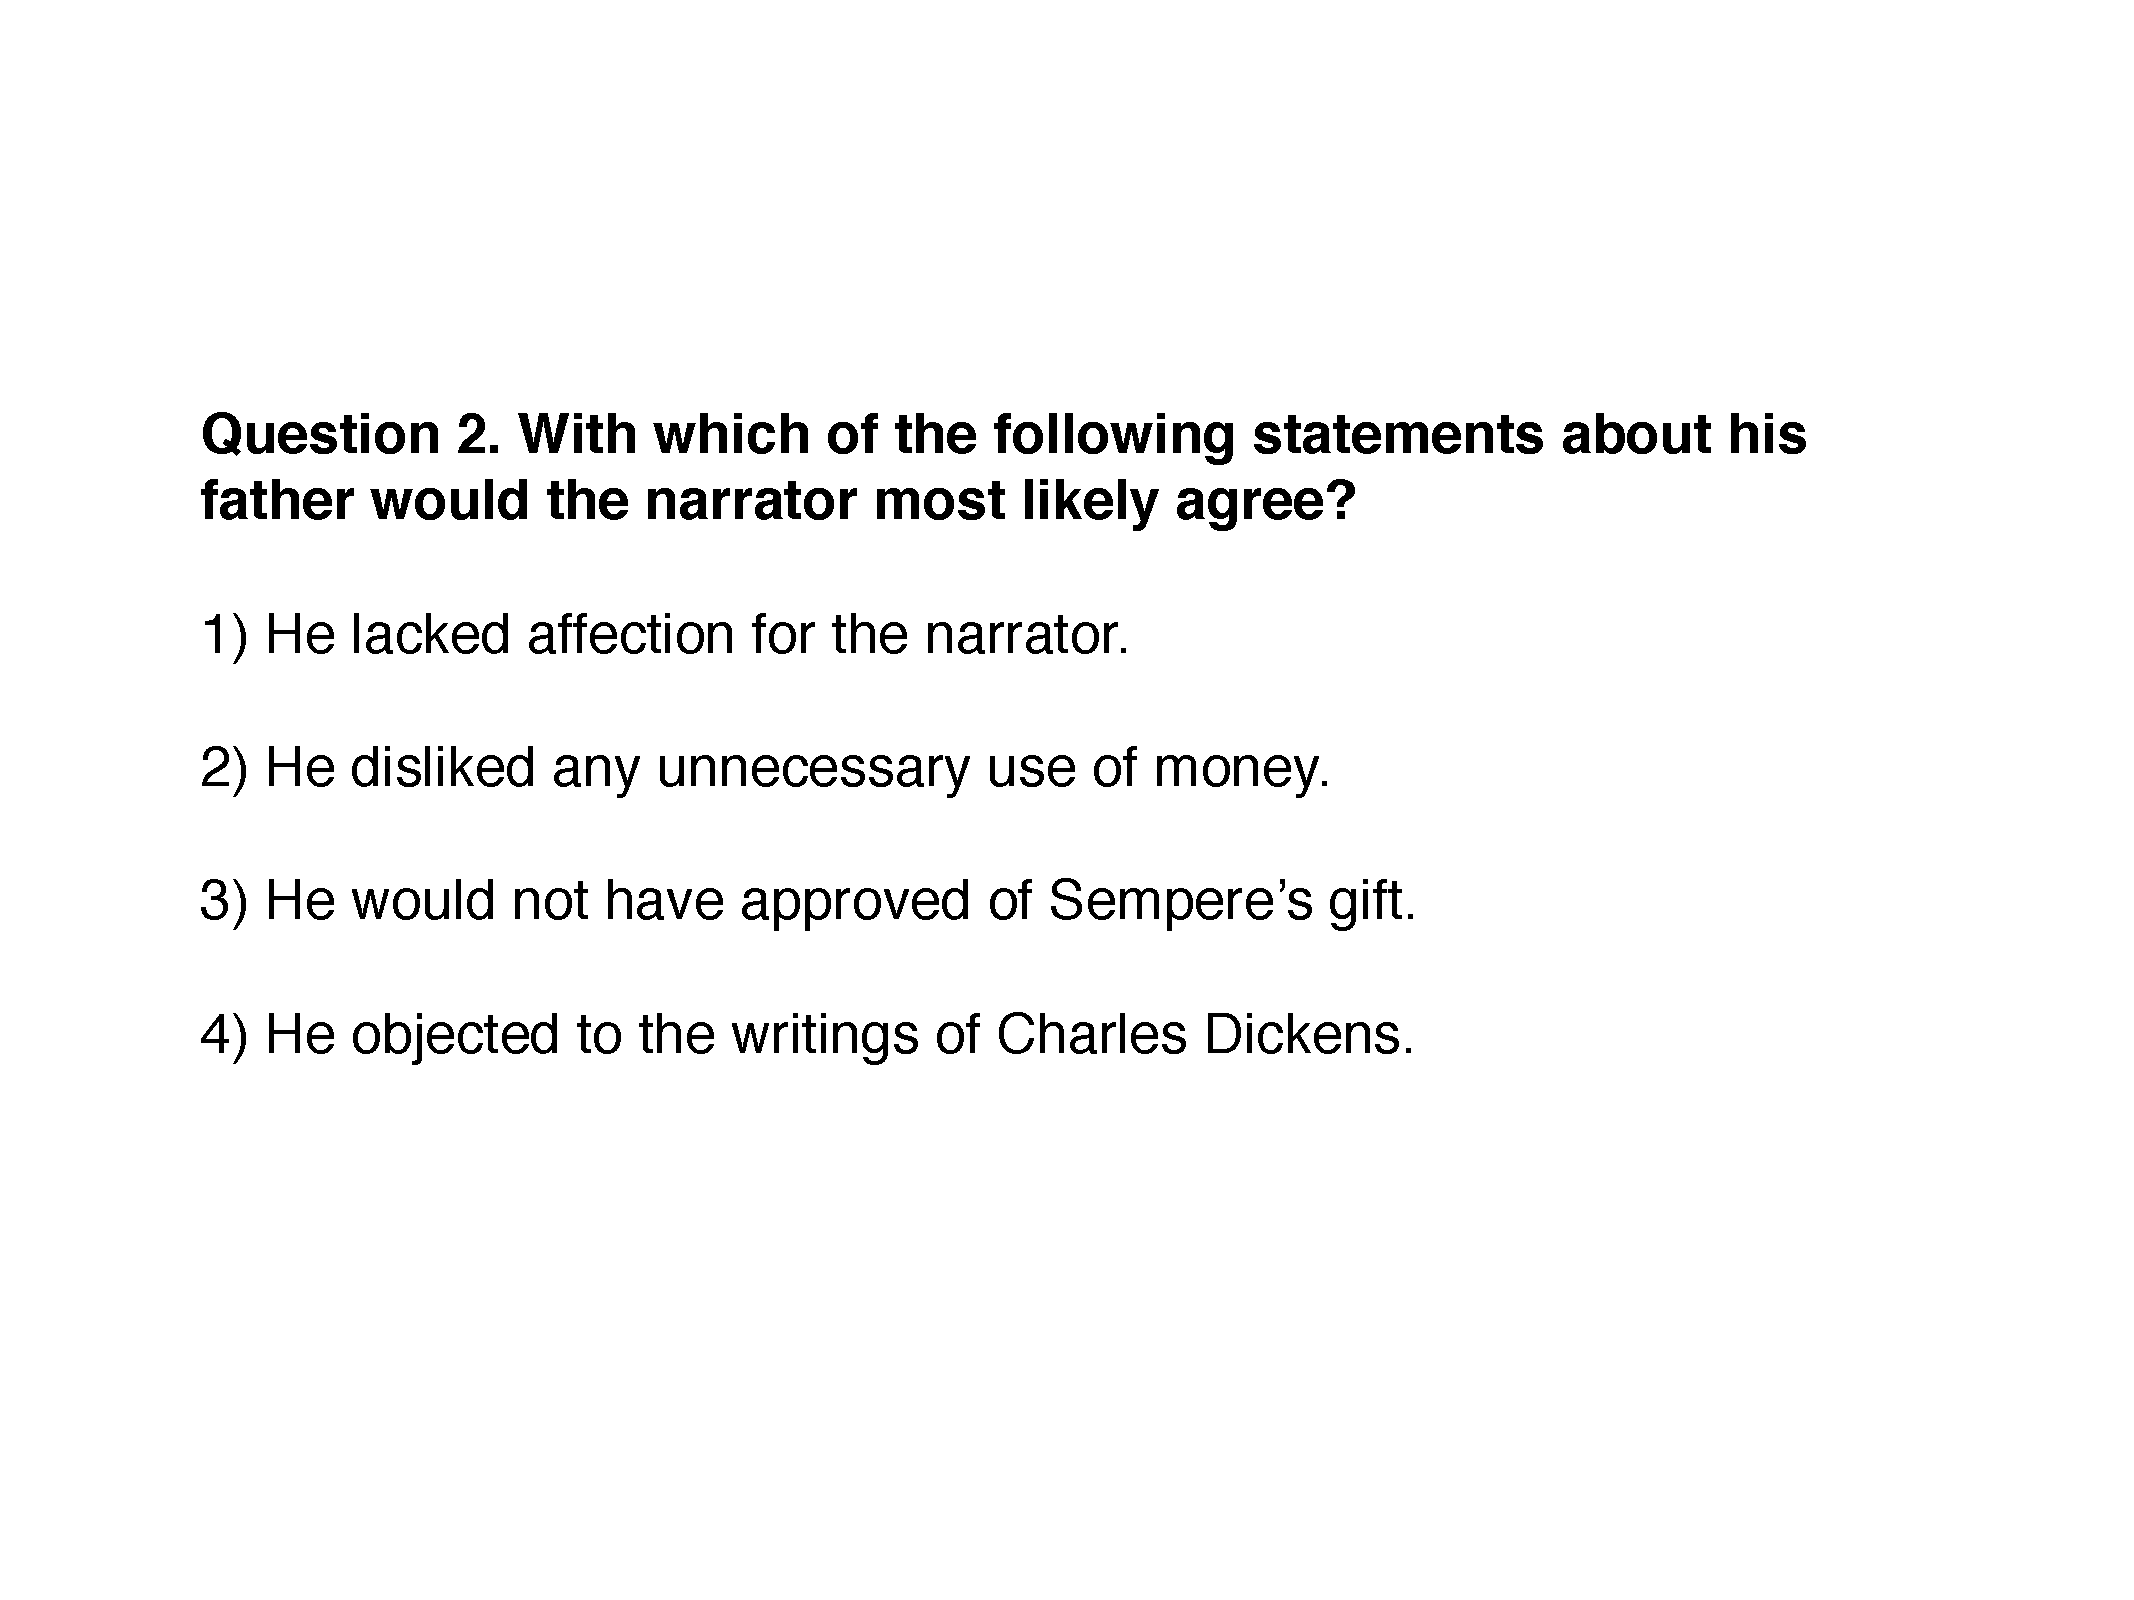 Question 2. With which of the following statements about his
father would the narrator most likely agree?
1) He lacked affection for the narrator.
2) He disliked any unnecessary use of money.
3) He would not have approved of Sempere’s gift.
4) He objected to the writings of Charles Dickens.